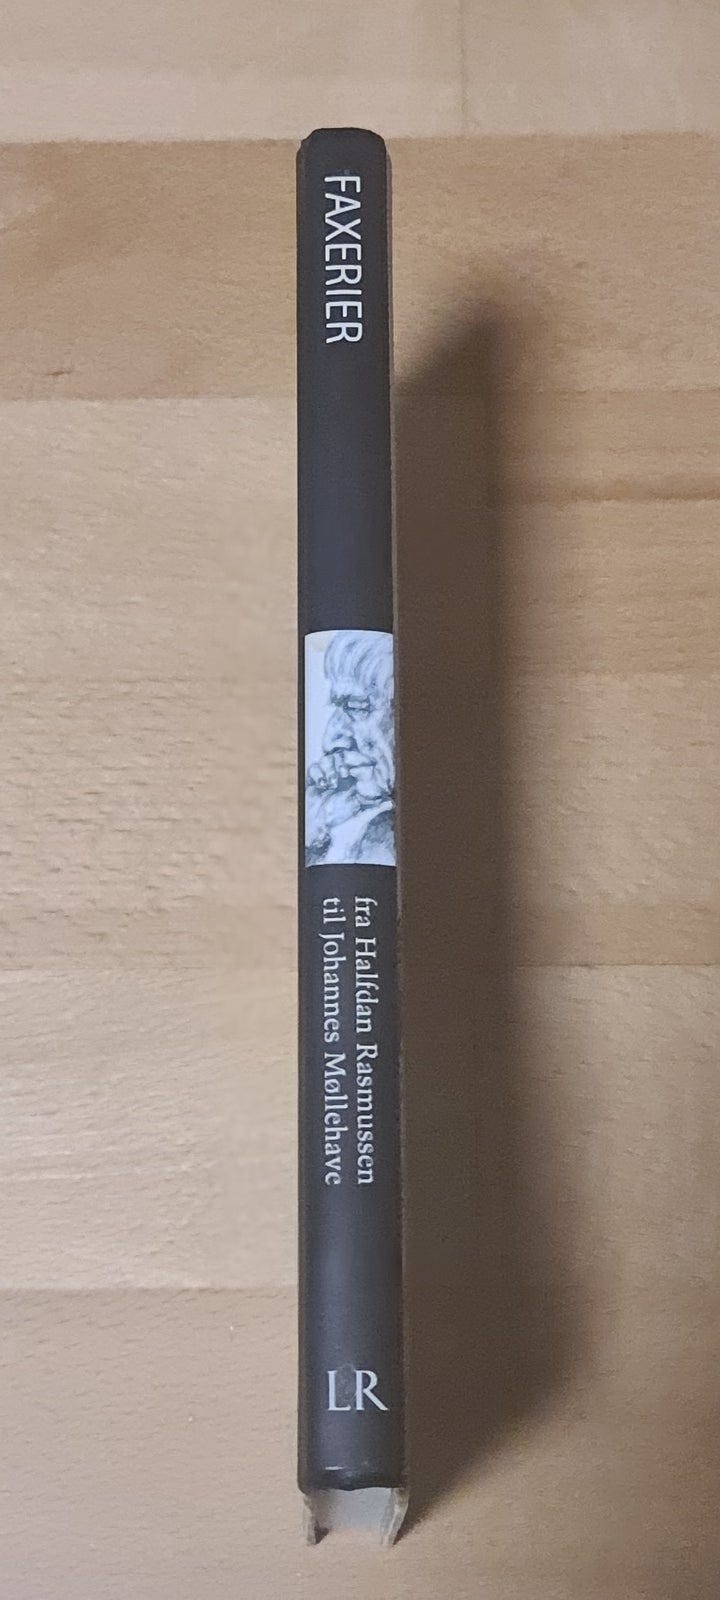 FAXERIER
fra Halfdan Rasmussen
til Johannes Møllehave
LR